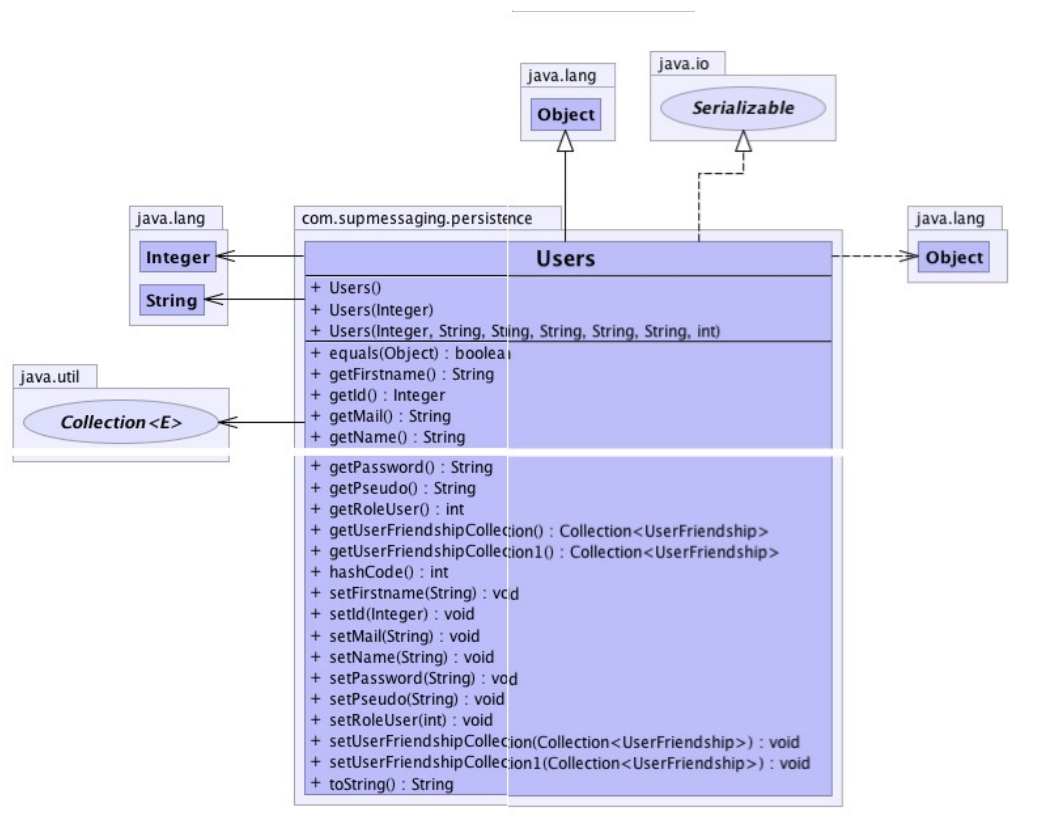 java.lang
Object
java.io
Serializable
java.lang
Integer
String
com.supmessaging.persistence
java.lang
Object
java.util
Collection<E>
Users
+ Users()
+ Users(Integer)
+ Users(Integer, String, String, String, String, String, int)
+ equals(Object) : boolean
+ getFirstname() : String
+ getId() : Integer
+ getMail() : String
+ getName() : String
+ getPassword() : String
+ getPseudo() : String
+ getRoleUser() : int
+ getUserFriendshipCollection() : Collection<UserFriendship>
+ getUserFriendshipCollection1() : Collection<UserFriendship>
+ hashCode() : int
+ setFirstname(String) : void
+ setId(Integer) : void
+ setMail(String) : void
+ setName(String) : void
+ setPassword(String) : void
+ setPseudo(String) : void
+ setRoleUser(int) : void
+ setUserFriendshipCollection(Collection<UserFriendship>) : void
+ setUserFriendshipCollection1(Collection<UserFriendship>) : void
+ toString() : String